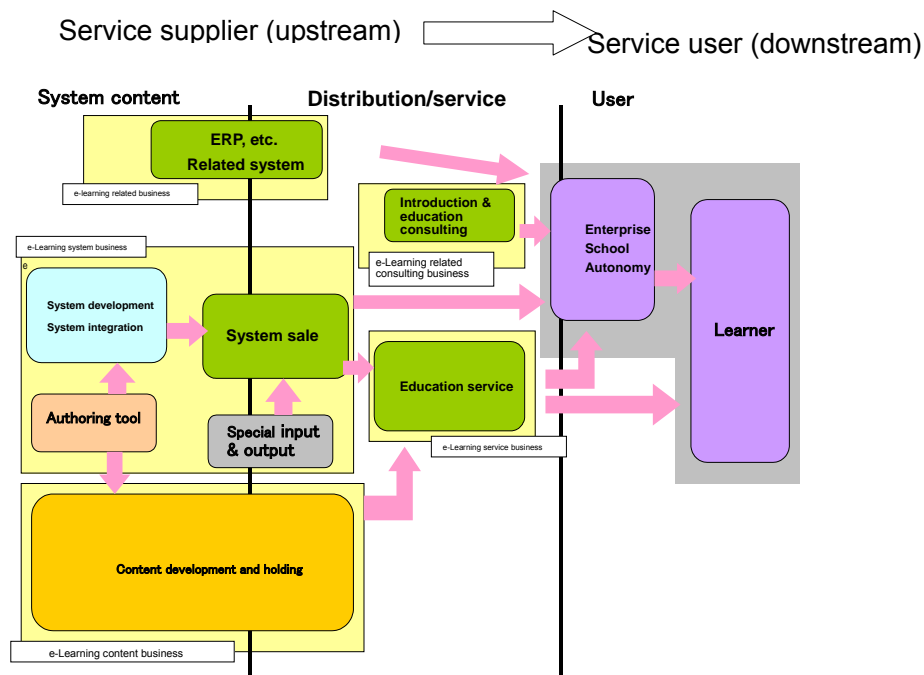 Service supplier (upstream)
Service user (downstream)
System content
Distribution/service
User
ERP, etc.
Related system
e-learning related business
Introduction &
education
consulting
e-Learning related
consulting business
Enterprise
School
Autonomy
Learner
e-Learning system business
e
System development
System integration
System sale
Education service
e-Learning service business
Authoring tool
Special input
& output
Content development and holding
e-Learning content business